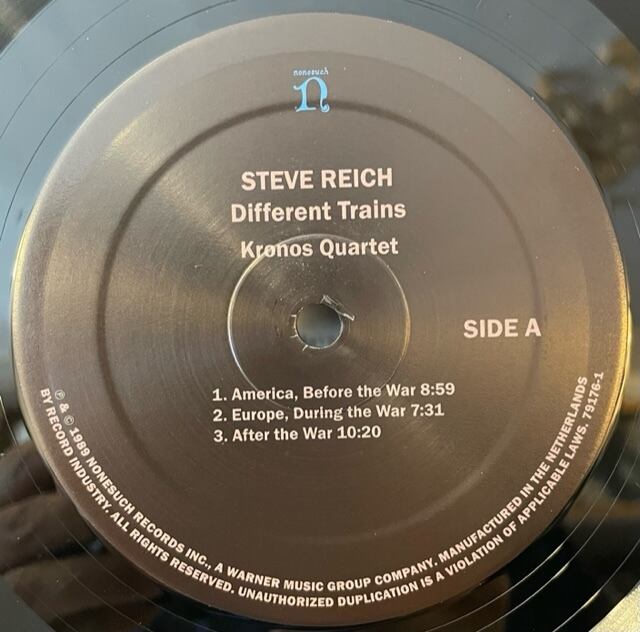 nonesuch
n
STEVE REICH
Different Trains
Kronos Quartet
SIDE A
1. America, Before the War 8:59
2. Europe, During the War 7:31
3. After the War 10:20
℗ & © 1989 NONESUCH RECORDS INC., A WARNER MUSIC GROUP COMPANY. MANUFACTURED IN THE NETHERLANDS
BY RECORD INDUSTRY. ALL RIGHTS RESERVED. UNAUTHORIZED DUPLICATION IS A VIOLATION OF APPLICABLE LAWS. 79176-1